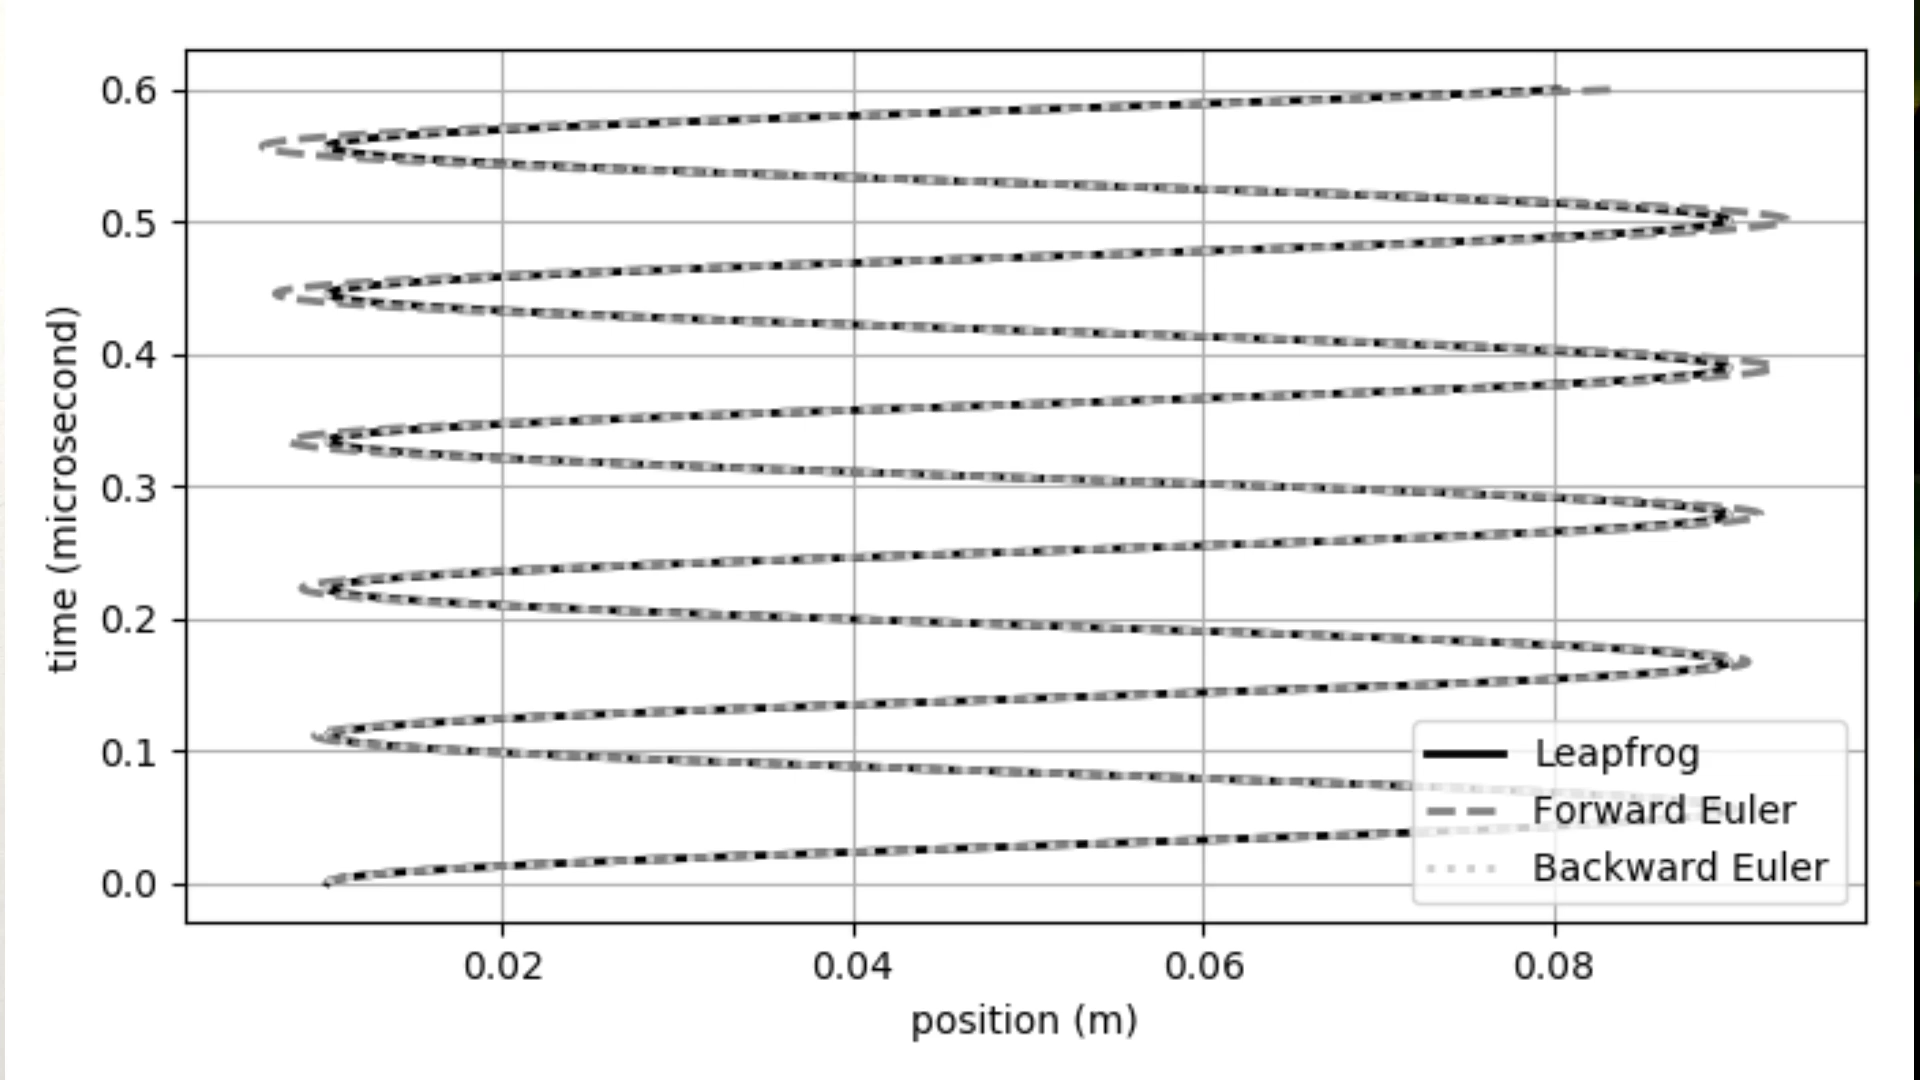 0.6
0.5
0.4
0.3
0.2
0.1
0.0
time (microsecond)
Leapfrog
Forward Euler
Backward Euler
0.02 0.04 0.06 0.08
position (m)